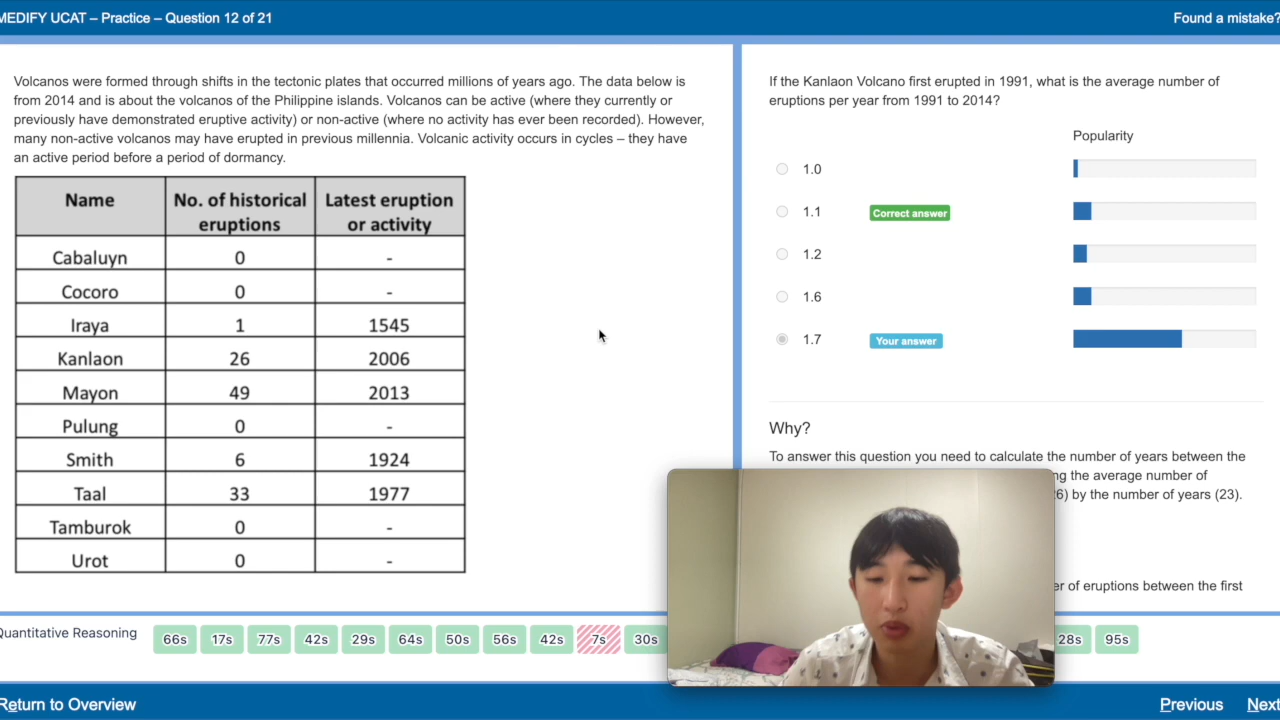 MEDIFY UCAT – Practice – Question 12 of 21
Found a mistake?
Volcanos were formed through shifts in the tectonic plates that occurred millions of years ago. The data below is
from 2014 and is about the volcanos of the Philippine islands. Volcanos can be active (where they currently or
previously have demonstrated eruptive activity) or non-active (where no activity has ever been recorded). However,
many non-active volcanos may have erupted in previous millennia. Volcanic activity occurs in cycles – they have
an active period before a period of dormancy.
Name No. of historical eruptions Latest eruption or activity
Cabaluyn 0 -
Cocoro 0 -
Iraya 1 1545
Kanlaon 26 2006
Mayon 49 2013
Pulung 0 -
Smith 6 1924
Taal 33 1977
Tamburok 0 -
Urot 0 -
If the Kanlaon Volcano first erupted in 1991, what is the average number of
eruptions per year from 1991 to 2014?
Popularity
1.0
1.1 Correct answer
1.2
1.6
1.7 Your answer
Why?
To answer this question you need to calculate the number of years between the
ng the average number of
6) by the number of years (23).
er of eruptions between the first
Quantitative Reasoning 66s 17s 77s 42s 29s 64s 50s 56s 42s 7s 30s 28s 95s
Return to Overview
Previous
Next